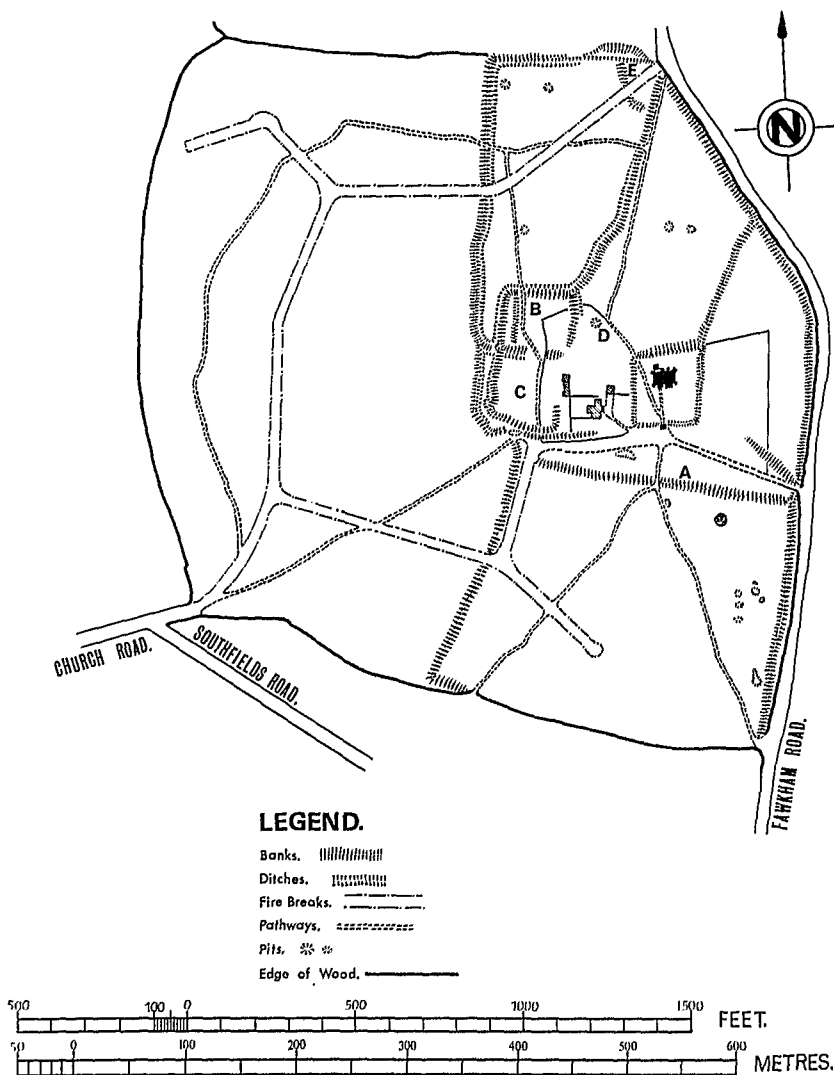 E
N
B
D
C
A
CHURCH ROAD.
SOUTHFIELDS ROAD.
FAWKHAM ROAD.
LEGEND.
Banks.
Ditches.
Fire Breaks.
Pathways.
Pits.
Edge of Wood.
500 100 0 500 1000 1500 FEET.
50 0 100 200 300 400 500 600 METRES.